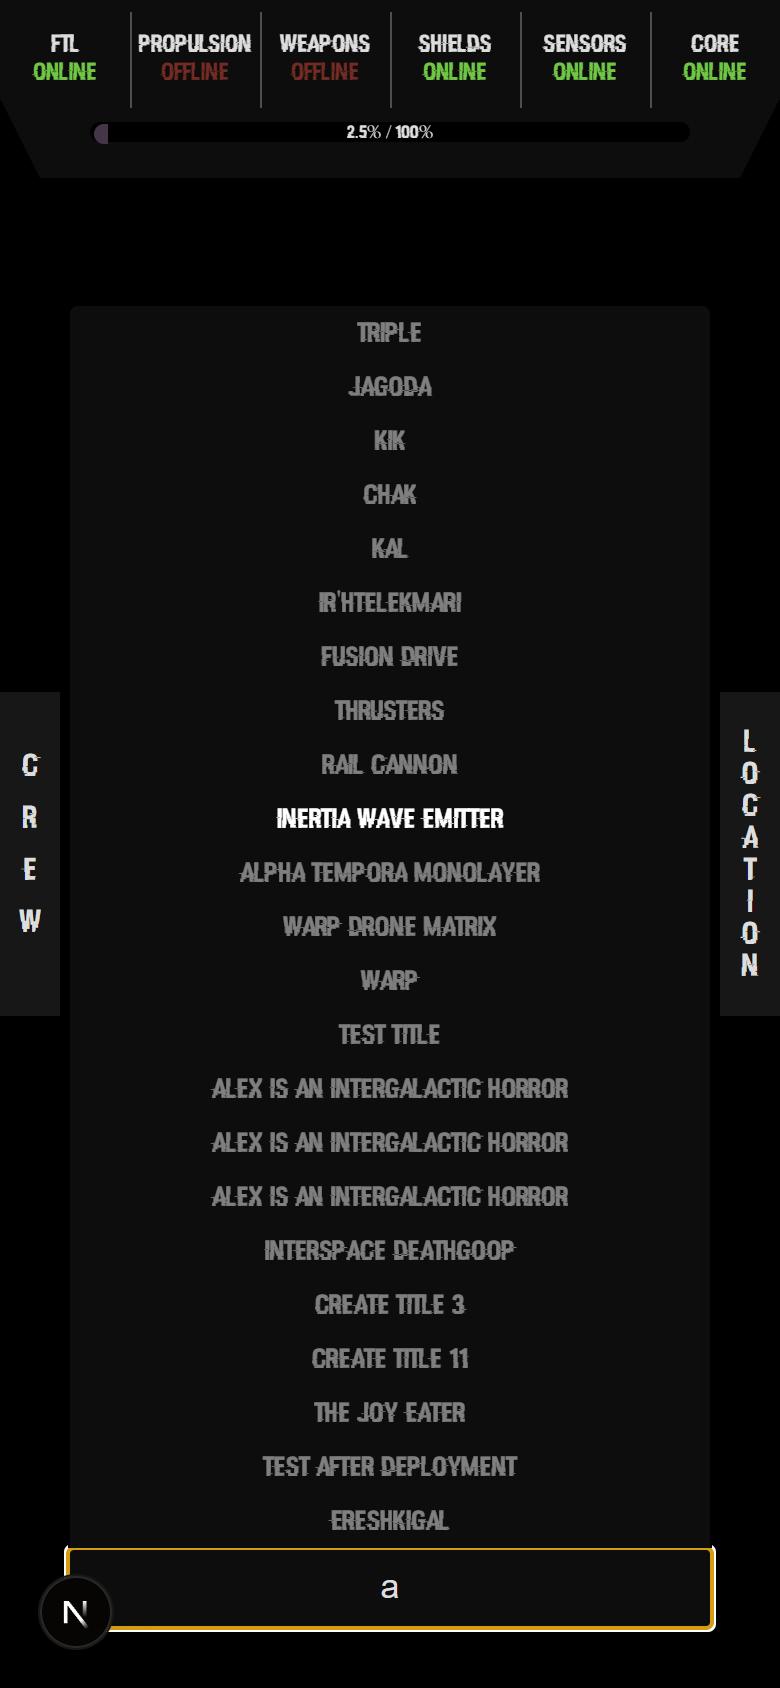 FTL PROPULSION WEAPONS SHIELDS SENSORS CORE
ONLINE OFFLINE OFFLINE ONLINE ONLINE ONLINE
2.5% / 100%
TRIPLE
JAGODA
KIK
CHAK
KAL
IR'HTELEKMARI
FUSION DRIVE
THRUSTERS
RAIL CANNON
INERTIA WAVE EMITTER
ALPHA TEMPORA MONOLAYER
WARP DRONE MATRIX
WARP
TEST TITLE
ALEX IS AN INTERGALACTIC HORROR
ALEX IS AN INTERGALACTIC HORROR
ALEX IS AN INTERGALACTIC HORROR
INTERSPACE DEATHGOOP
CREATE TITLE 3
CREATE TITLE 11
THE JOY EATER
TEST AFTER DEPLOYMENT
ERESHKIGAL
a
N
CREW
LOCATION